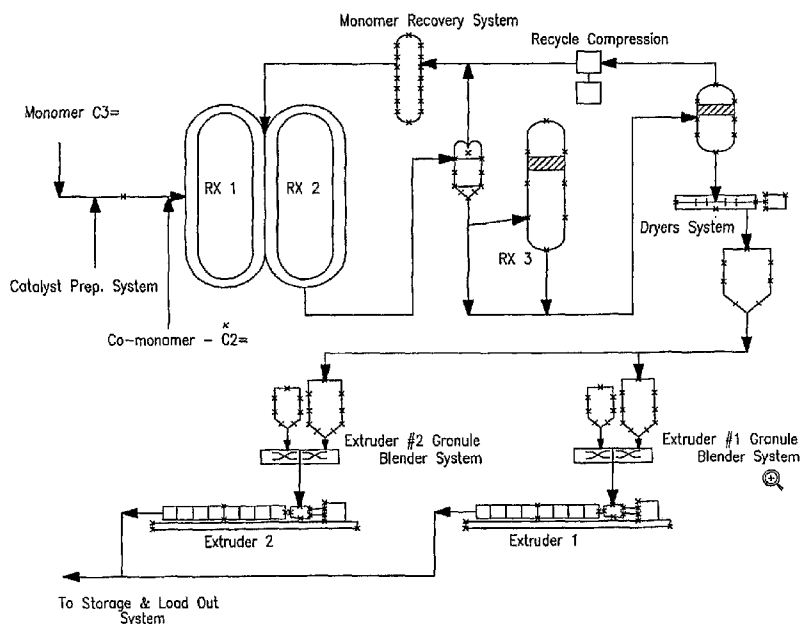 Monomer Recovery System
Recycle Compression
Monomer C3=
RX 1
RX 2
RX 3
Catalyst Prep. System
Co-monomer - C2=
Dryers System
Extruder #2 Granule
Blender System
Extruder #1 Granule
Blender System
Extruder 2
Extruder 1
To Storage & Load Out
System